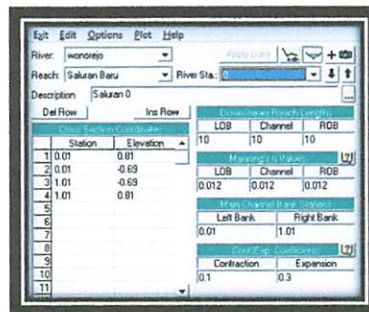 Exit Edit Options Plot Help
River: wonorejo Apply Data
Reach: Saluran Baru River Sta.: 0
Description Saluran 0 ...
Del Row Ins Row
Cross Section Coordinates
Station Elevation
1 0.01 0.81
2 0.01 -0.69
3 1.01 -0.69
4 1.01 0.81
5
6
7
8
9
10
11
Downstream Reach Lengths
LOB Channel ROB
10 10 10
Manning's n Values ?
LOB Channel ROB
0.012 0.012 0.012
Main Channel Bank Stations
Left Bank Right Bank
0.01 1.01
Cont\Exp Coefficients ?
Contraction Expansion
0.1 0.3